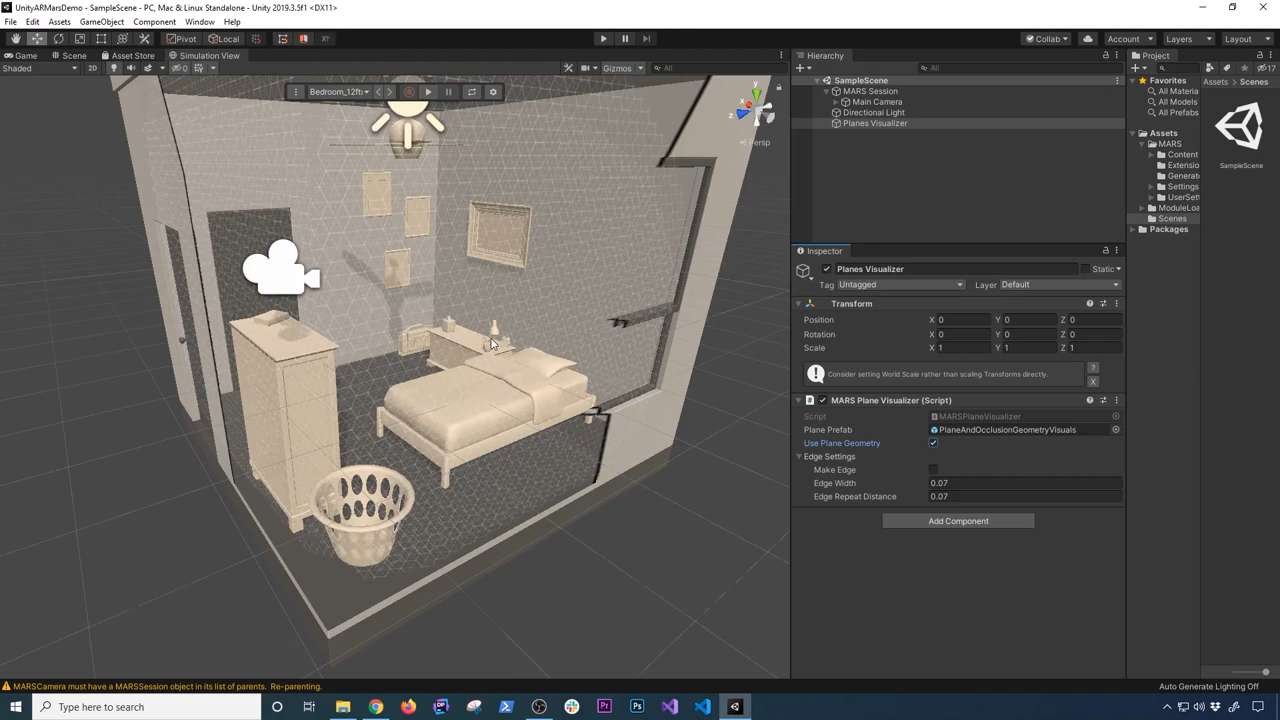 UnityARMarsDemo - SampleScene - PC, Mac & Linux Standalone - Unity 2019.3.5f1 <DX11>
File Edit Assets GameObject Component Window Help
Pivot Local Collab Account Layers Layout
Game Scene Asset Store Simulation View
Shaded 2D 0 Gizmos All
Bedroom_12ft
y
x
z
Persp
Hierarchy
All
SampleScene
MARS Session
Main Camera
Directional Light
Planes Visualizer
Project
17
Favorites
All Materia
All Models
All Prefabs
Assets
MARS
Content
Extensio
Generate
Settings
UserSet
ModuleLoa
Scenes
Packages
Assets > Scenes
SampleScene
Inspector
Planes Visualizer Static
Tag Untagged Layer Default
Transform
Position X 0 Y 0 Z 0
Rotation X 0 Y 0 Z 0
Scale X 1 Y 1 Z 1
Consider setting World Scale rather than scaling Transforms directly.
?
X
MARS Plane Visualizer (Script)
Script MARSPlaneVisualizer
Plane Prefab PlaneAndOcclusionGeometryVisuals
Use Plane Geometry
Edge Settings
Make Edge
Edge Width 0.07
Edge Repeat Distance 0.07
Add Component
MARSCamera must have a MARSSession object in its list of parents. Re-parenting.
Auto Generate Lighting Off
Type here to search
Pr Ps